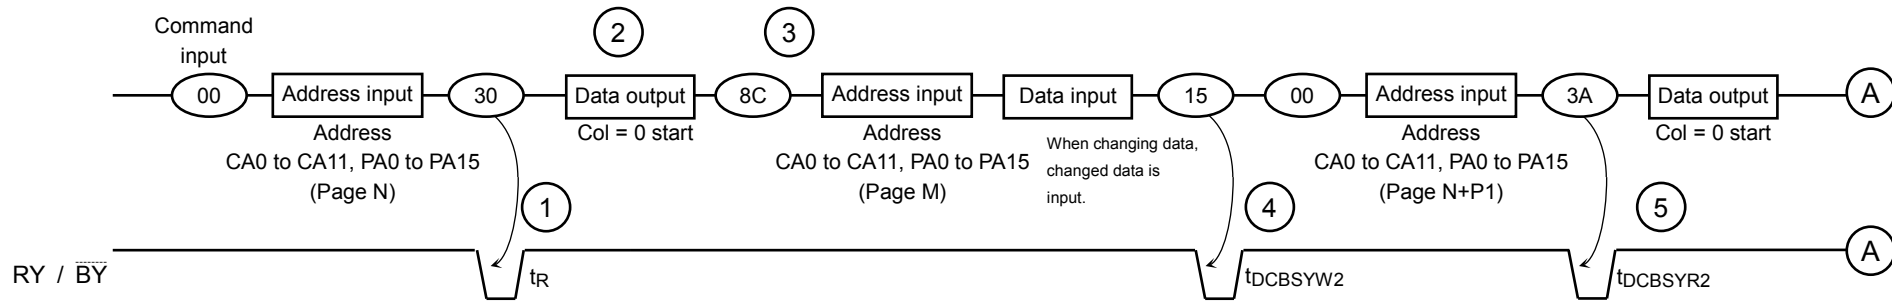 Command
input
2
3
00
Address input
30
Data output
8C
Address input
Data input
15
00
Address input
3A
Data output
A
Address
CA0 to CA11, PA0 to PA15
(Page N)
Col = 0 start
Address
CA0 to CA11, PA0 to PA15
(Page M)
When changing data,
changed data is
input.
Address
CA0 to CA11, PA0 to PA15
(Page N+P1)
Col = 0 start
1
4
5
RY / BY
tR
tDCBSYW2
tDCBSYR2
A